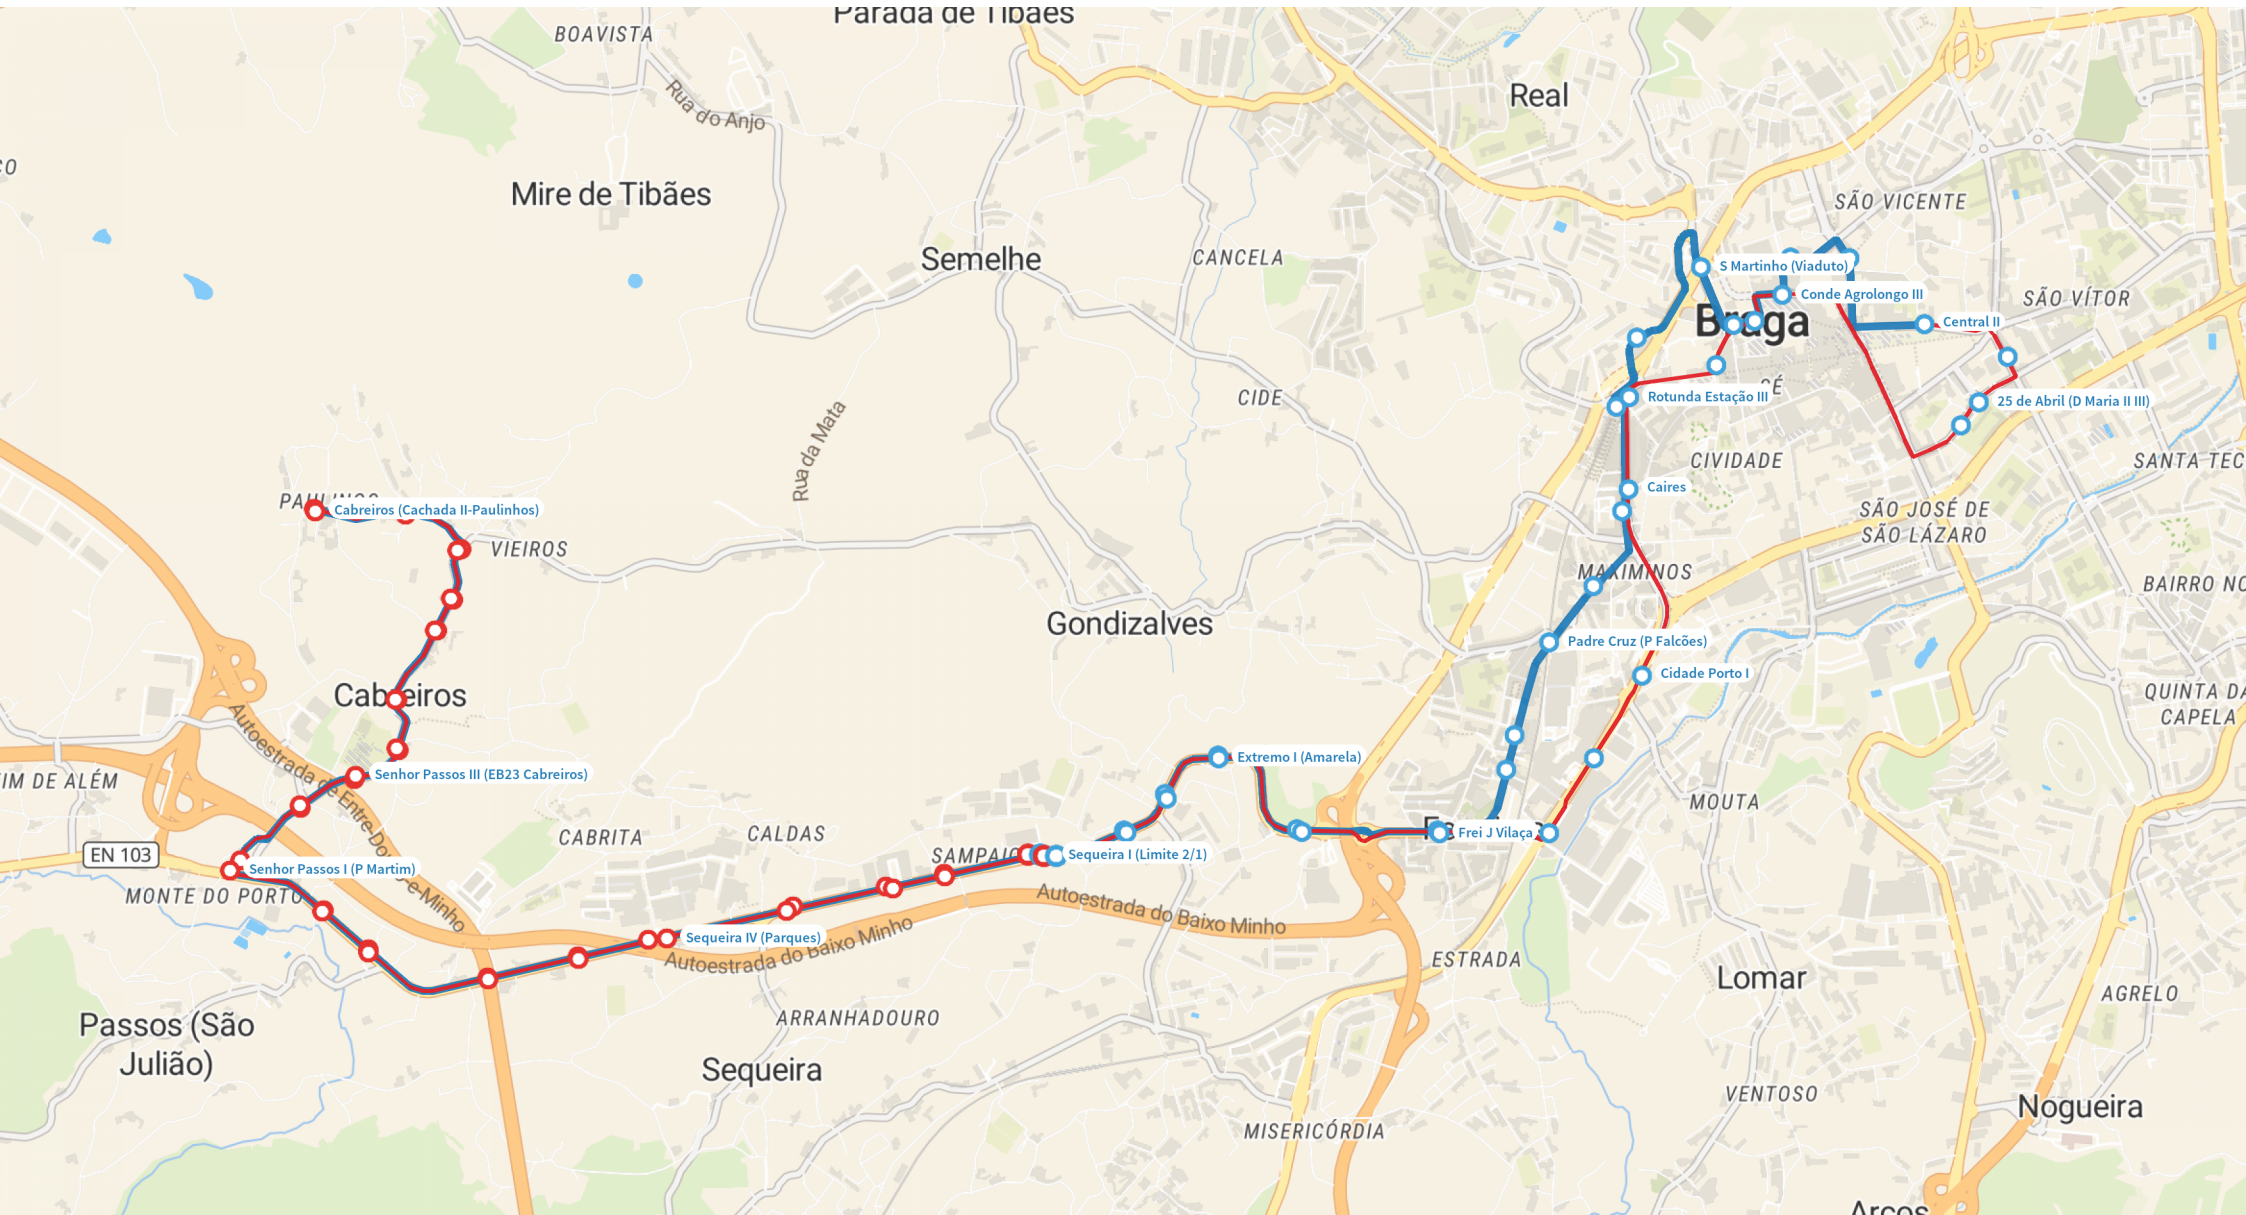 Parada de Tibães
BOAVISTA
Rua do Anjo
Real
Mire de Tibães
SÃO VICENTE
Semelhe
CANCELA
S Martinho (Viaduto)
Conde Agrolongo III
SÃO VÍTOR
Braga
Central II
CIDE
SÉ
Rotunda Estação III
25 de Abril (D Maria II III)
Rua da Mata
CIVIDADE
SANTA TEC
Caires
Cabreiros (Cachada II-Paulinhos)
SÃO JOSÉ DE
SÃO LÁZARO
VIEIROS
MAXIMINOS
BAIRRO NO
Gondizalves
Padre Cruz (P Falcões)
Cidade Porto I
Cabreiros
QUINTA DA
CAPELA
Autoestrada de Entre-Douro-e-Minho
Extremo I (Amarela)
Senhor Passos III (EB23 Cabreiros)
IM DE ALÉM
MOUTA
CABRITA
CALDAS
Frei J Vilaça
EN 103
SAMPAIO
Sequeira I (Limite 2/1)
Senhor Passos I (P Martim)
MONTE DO PORTO
Autoestrada do Baixo Minho
Sequeira IV (Parques)
Autoestrada do Baixo Minho
ESTRADA
Lomar
AGRELO
Passos (São
Julião)
ARRANHADOURO
Sequeira
VENTOSO
Nogueira
MISERICÓRDIA
Arcos